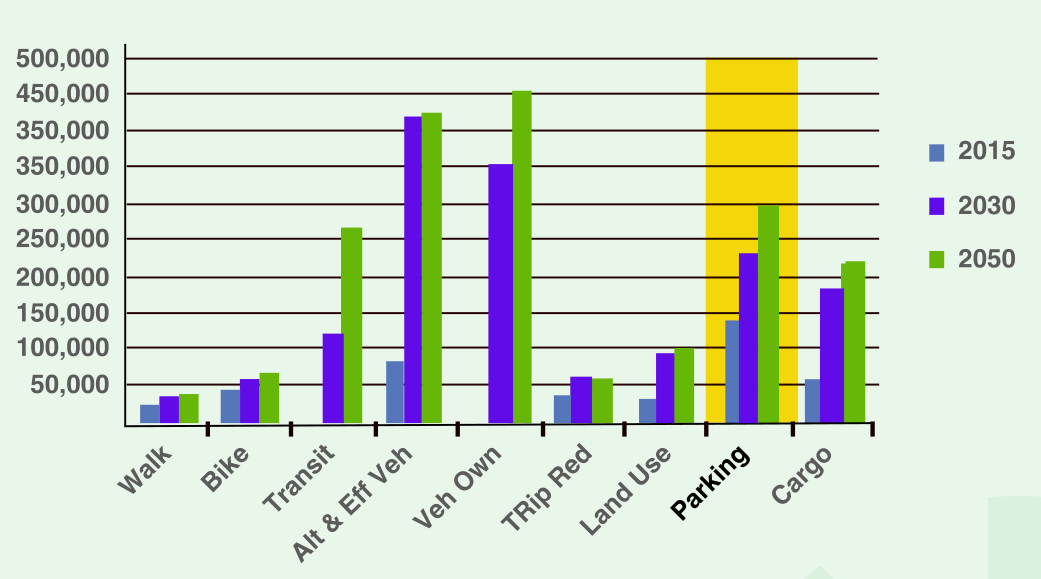 500,000
450,000
350,000
350,000
300,000
250,000
200,000
150,000
100,000
50,000
Walk
Bike
Transit
Alt & Eff Veh
Veh Own
TRip Red
Land Use
Parking
Cargo
2015
2030
2050